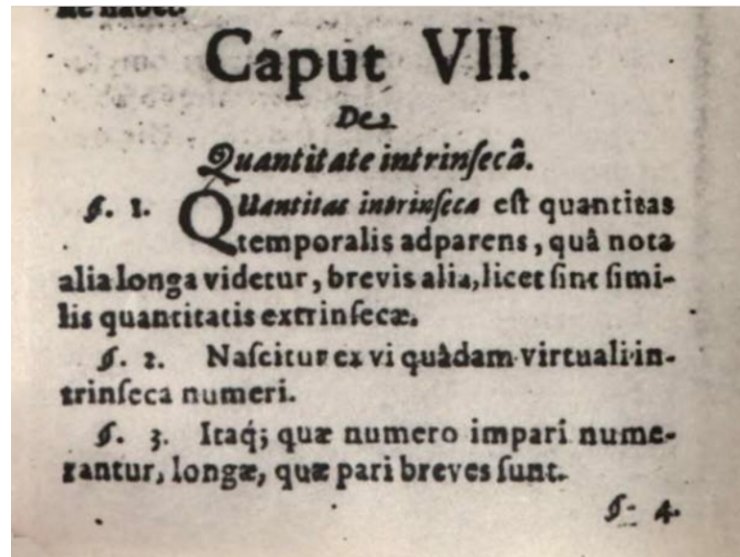 Caput VII.
De
Quantitate intrinsecâ.
§. 1. QUantitas intrinseca est quantitas
temporalis adparens, quâ nota
alia longa videtur, brevis alia, licet sint simi-
lis quantitatis extrinsecæ.
§. 2. Nascitur ex vi quâdam virtuali in-
trinseca numeri.
§. 3. Itaq; quæ numero impari nume-
rantur, longæ, quæ pari breves sunt.
§. 4.